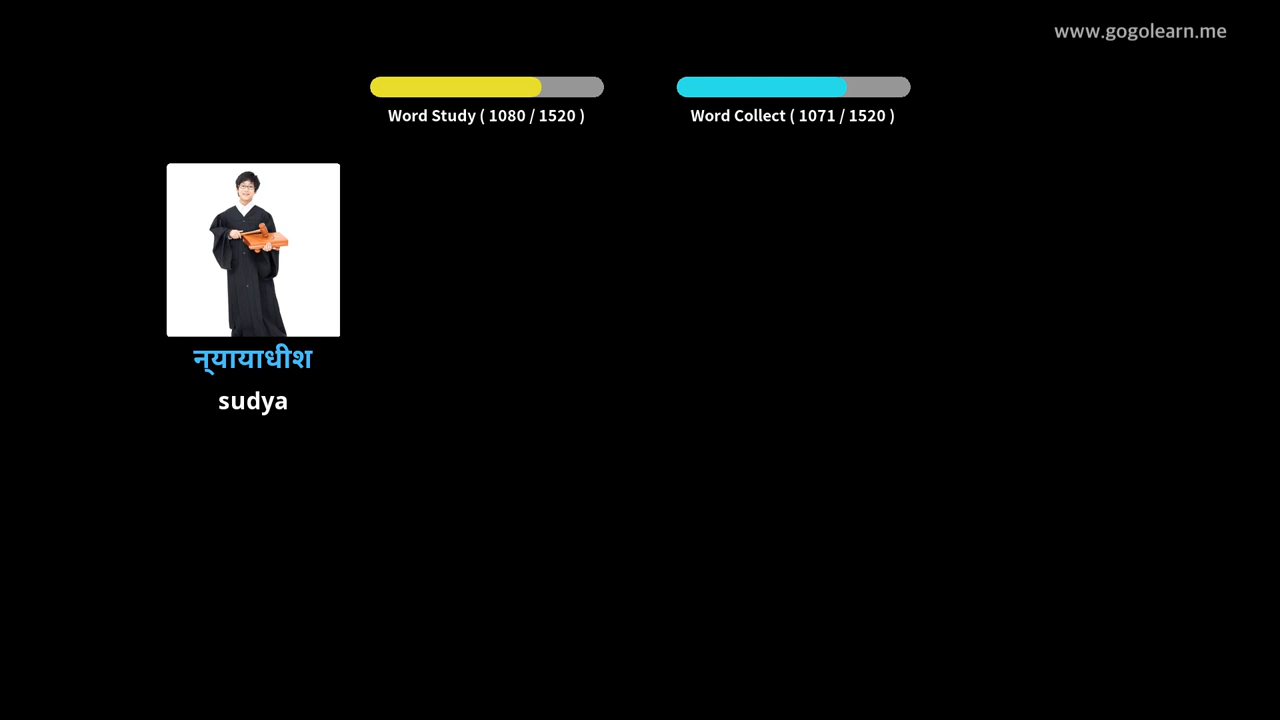 www.gogolearn.me
Word Study ( 1080 / 1520 )
Word Collect ( 1071 / 1520 )
न्‌यायाधीश
sudya